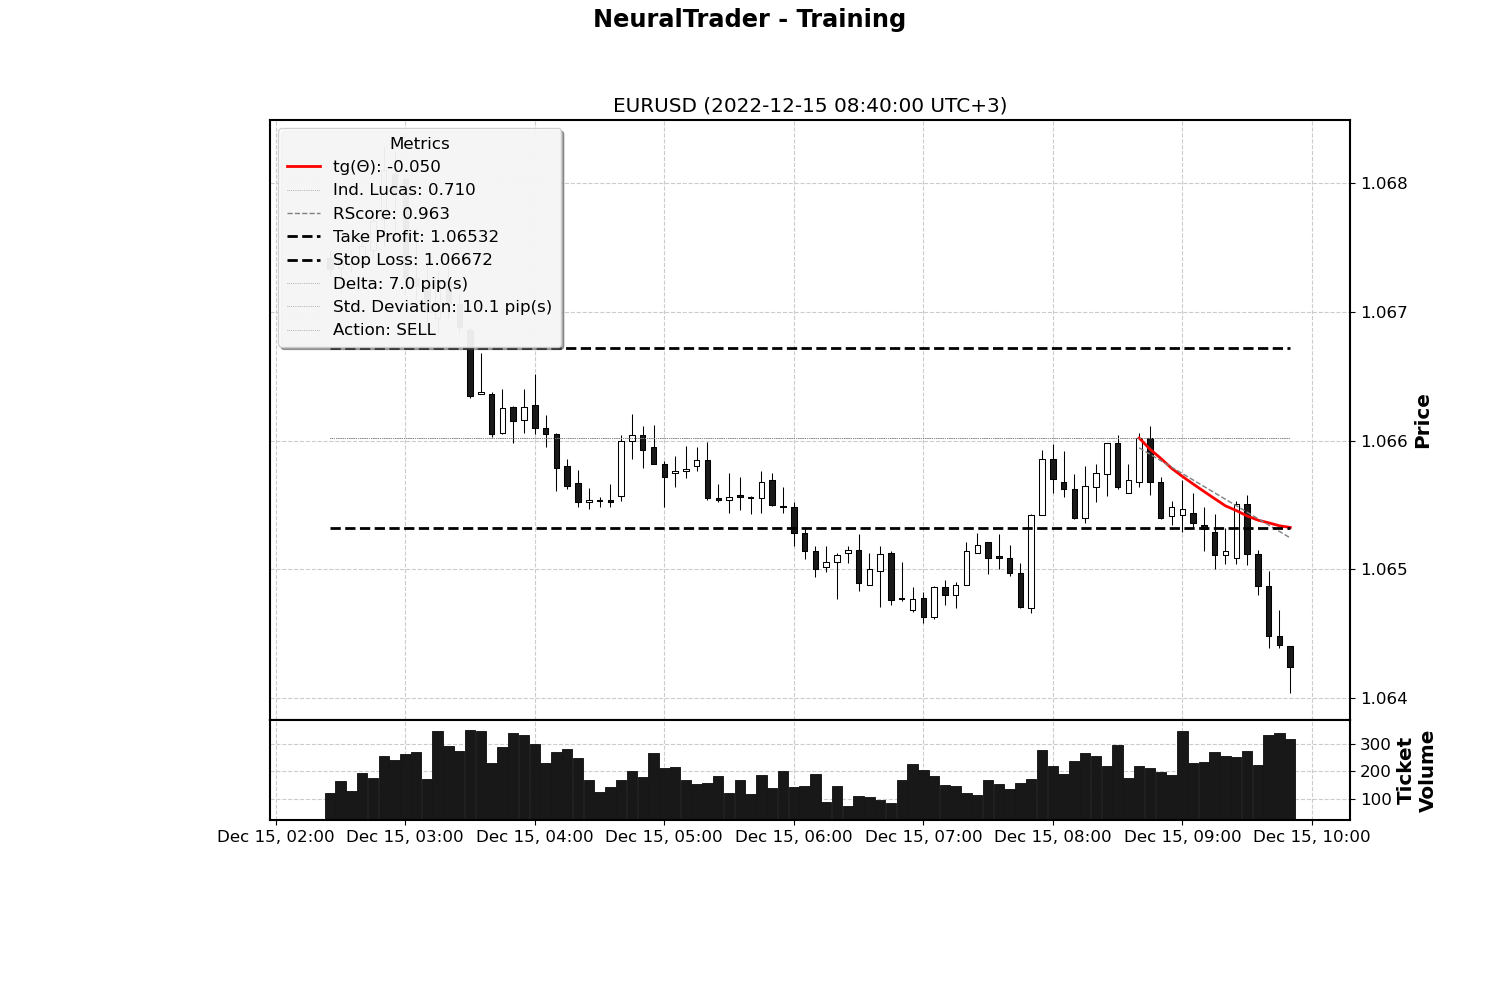 NeuralTrader - Training
EURUSD (2022-12-15 08:40:00 UTC+3)
Metrics
tg(Θ): -0.050
Ind. Lucas: 0.710
RScore: 0.963
Take Profit: 1.06532
Stop Loss: 1.06672
Delta: 7.0 pip(s)
Std. Deviation: 10.1 pip(s)
Action: SELL
1.068
1.067
1.066
1.065
1.064
Price
300
200
100
Ticket
Volume
Dec 15, 02:00 Dec 15, 03:00 Dec 15, 04:00 Dec 15, 05:00 Dec 15, 06:00 Dec 15, 07:00 Dec 15, 08:00 Dec 15, 09:00 Dec 15, 10:00